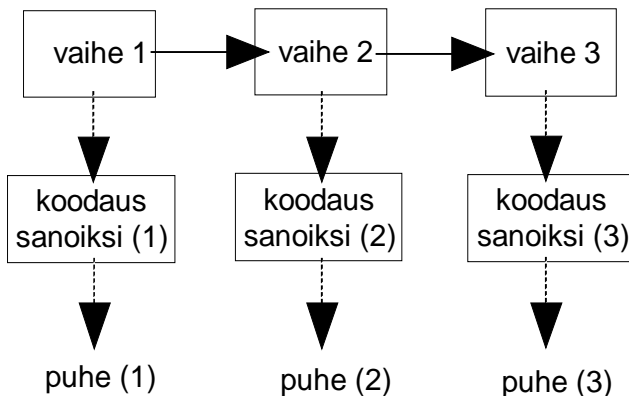 vaihe 1
vaihe 2
vaihe 3
koodaus
sanoiksi (1)
koodaus
sanoiksi (2)
koodaus
sanoiksi (3)
puhe (1)
puhe (2)
puhe (3)